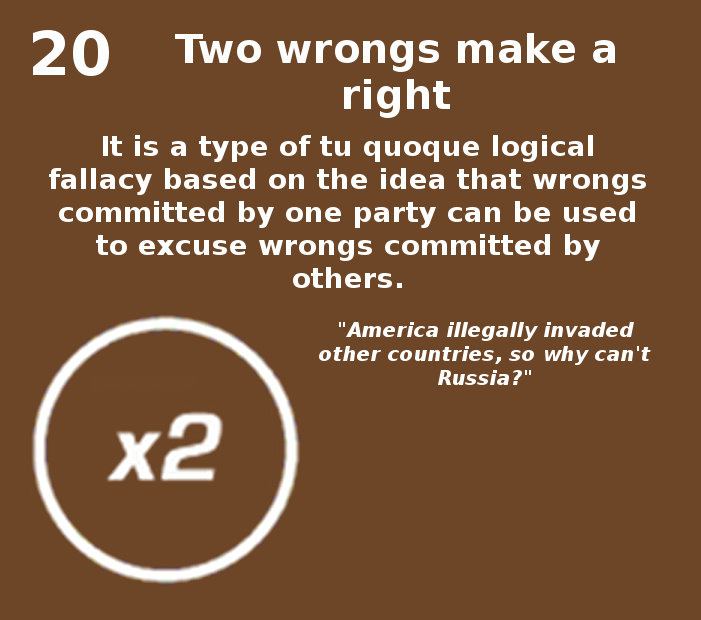 20
Two wrongs make a
right
It is a type of tu quoque logical
fallacy based on the idea that wrongs
committed by one party can be used
to excuse wrongs committed by
others.
"America illegally invaded
other countries, so why can't
Russia?"
x2